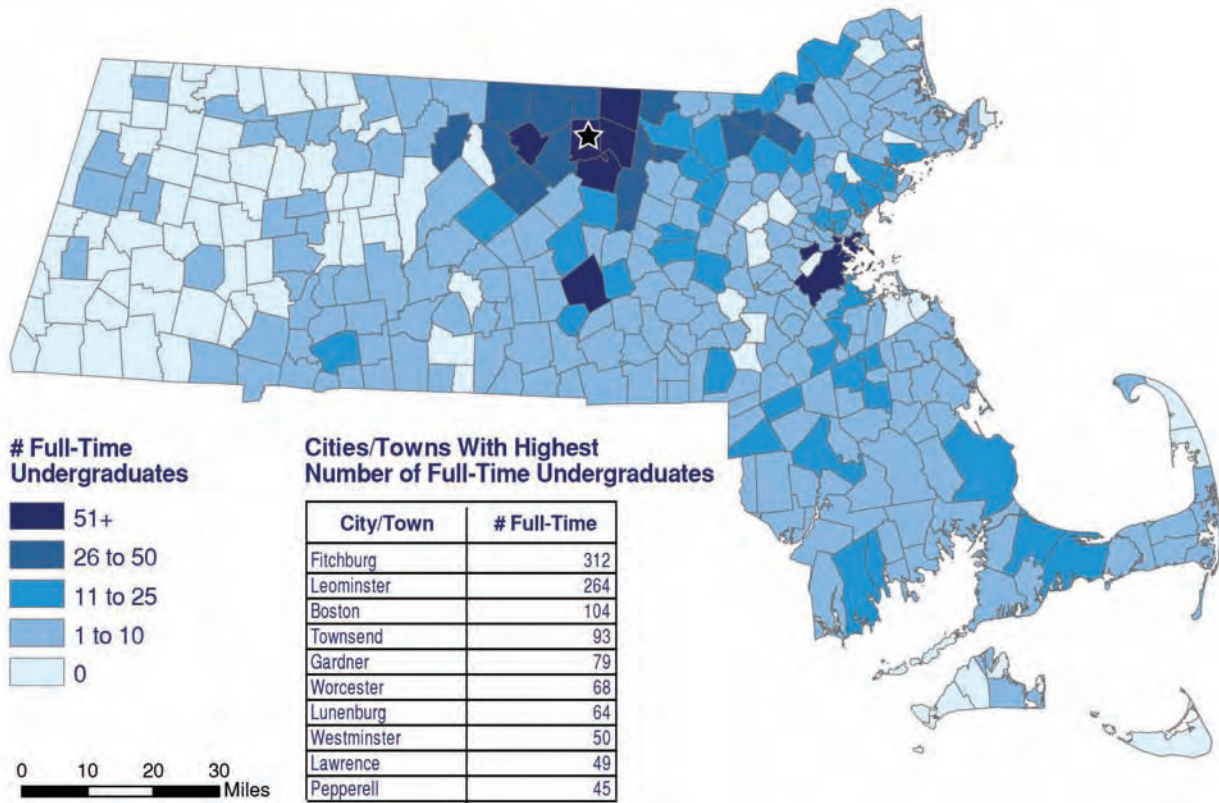 # Full-Time
Undergraduates
51+
26 to 50
11 to 25
1 to 10
0
0 10 20 30
Miles
Cities/Towns With Highest
Number of Full-Time Undergraduates
City/Town # Full-Time
Fitchburg 312
Leominster 264
Boston 104
Townsend 93
Gardner 79
Worcester 68
Lunenburg 64
Westminster 50
Lawrence 49
Pepperell 45